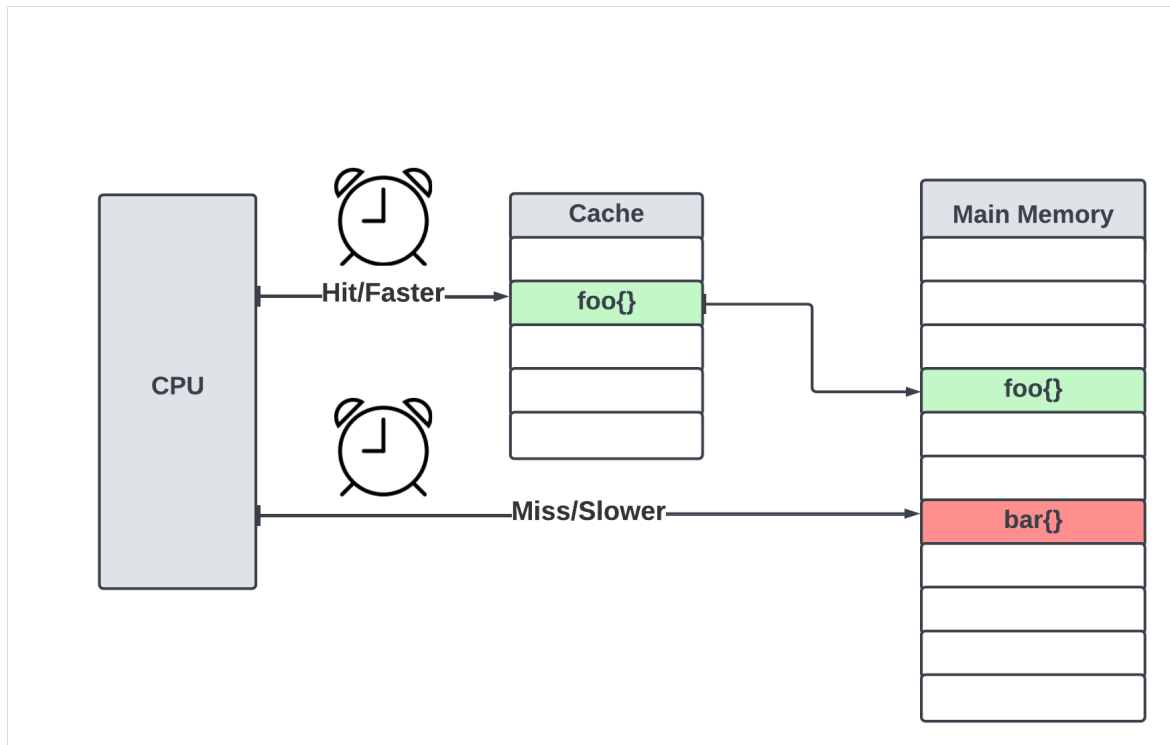 Cache
Main Memory
Hit/Faster
foo{}
CPU
foo{}
Miss/Slower
bar{}